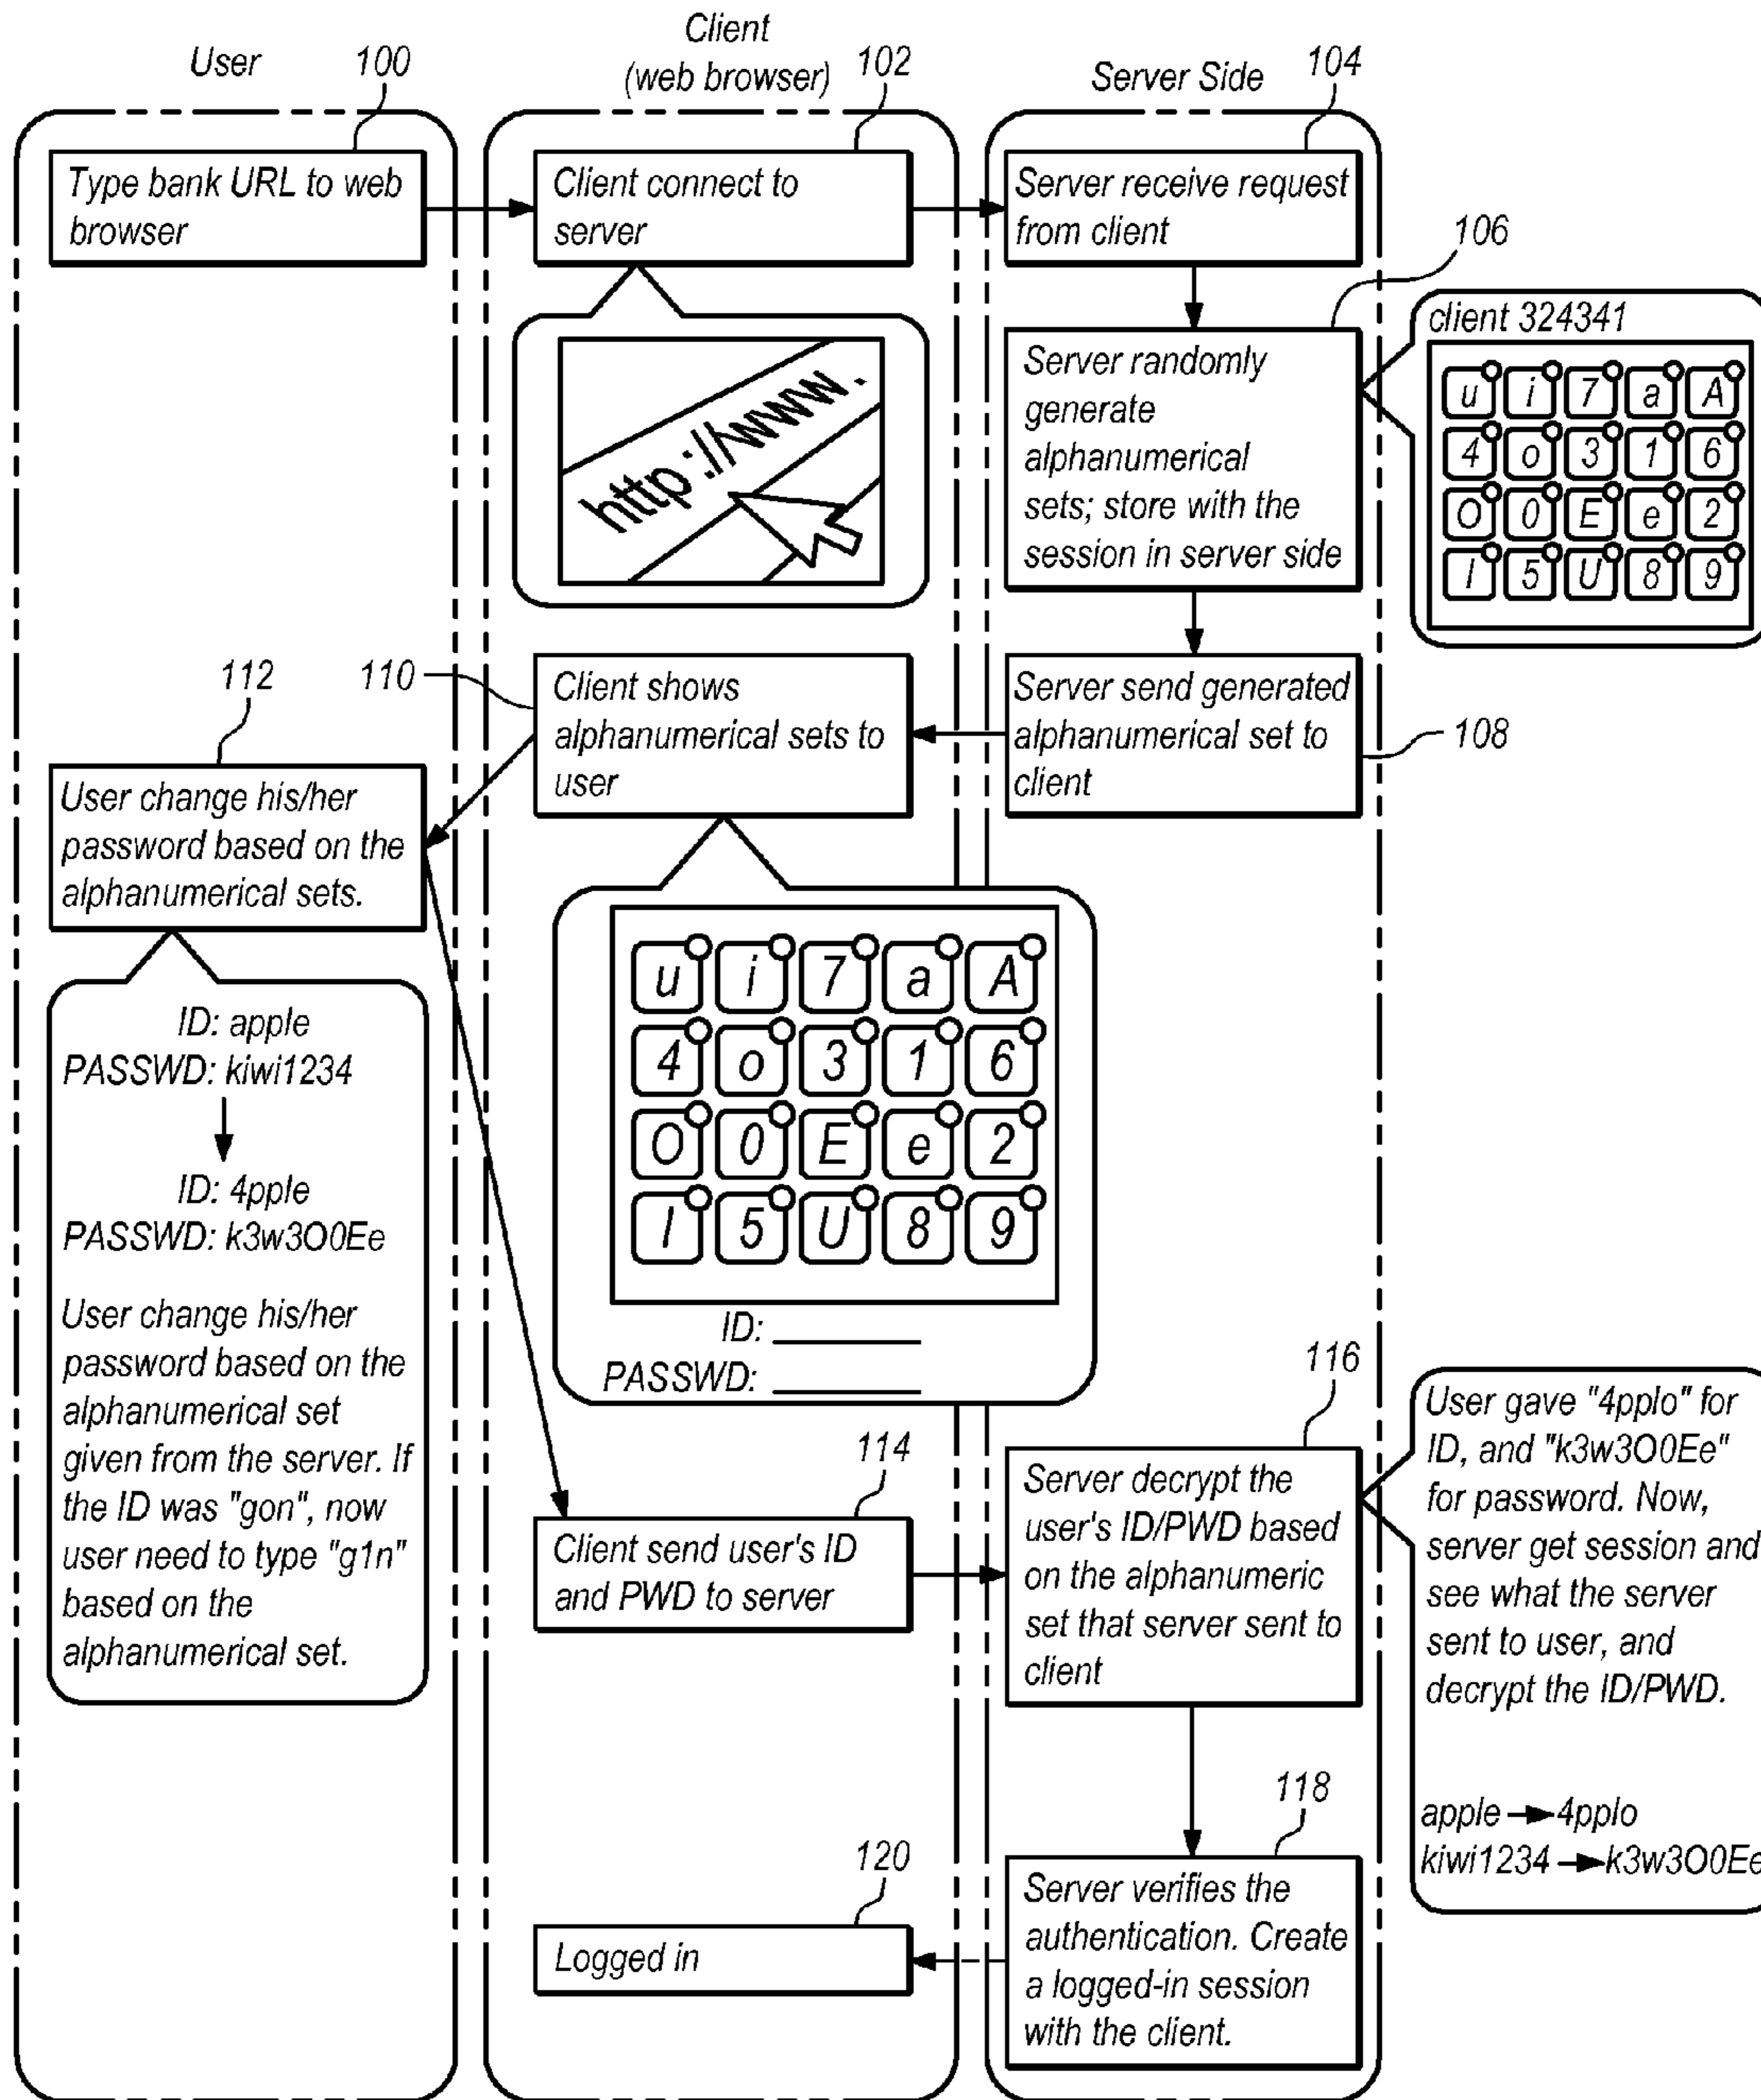 User
100
Client
(web browser)
102
Server Side
104
Type bank URL to web
browser
Client connect to
server
Server receive request
from client
106
http://www.
Server randomly
generate
alphanumerical
sets; store with the
session in server side
client 324341
u i 7 a A
4 o 3 1 6
O 0 E e 2
I 5 U 8 9
112
110
Client shows
alphanumerical sets to
user
Server send generated
alphanumerical set to
client
108
User change his/her
password based on the
alphanumerical sets.
u i 7 a A
4 o 3 1 6
O 0 E e 2
I 5 U 8 9
ID:
PASSWD:
ID: apple
PASSWD: kiwi1234
ID: 4pple
PASSWD: k3w3O0Ee
User change his/her
password based on the
alphanumerical set
given from the server. If
the ID was "gon", now
user need to type "g1n"
based on the
alphanumerical set.
114
Client send user's ID
and PWD to server
116
Server decrypt the
user's ID/PWD based
on the alphanumeric
set that server sent to
client
User gave "4pplo" for
ID, and "k3w3O0Ee"
for password. Now,
server get session and
see what the server
sent to user, and
decrypt the ID/PWD.
apple 4pplo
kiwi1234 k3w3O0Ee
118
Server verifies the
authentication. Create
a logged-in session
with the client.
120
Logged in